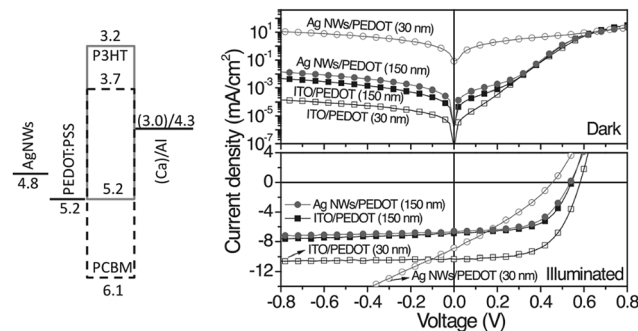 3.2
P3HT
3.7
(3.0)/4.3
AgNWs
4.8
PEDOT:PSS
5.2
5.2
(Ca)/Al
PCBM
6.1
Current density (mA/cm²)
10¹
10⁻¹
10⁻³
10⁻⁵
10⁻⁷
Ag NWs/PEDOT (30 nm)
Ag NWs/PEDOT (150 nm)
ITO/PEDOT (150 nm)
ITO/PEDOT (30 nm)
Dark
4
0
-4
-8
-12
Ag NWs/PEDOT (150 nm)
ITO/PEDOT (150 nm)
ITO/PEDOT (30 nm)
Ag NWs/PEDOT (30 nm)
Illuminated
-0.8 -0.6 -0.4 -0.2 0.0 0.2 0.4 0.6 0.8
Voltage (V)